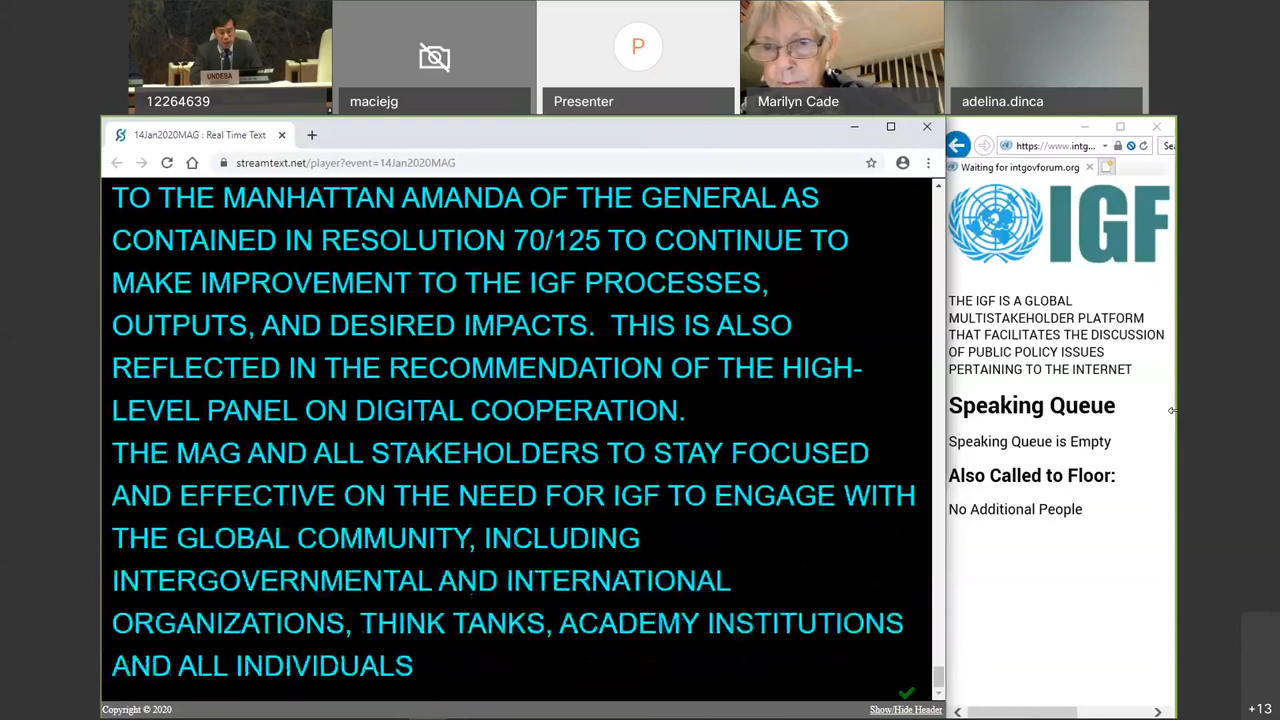 UNDESA
12264639
maciejg
P
Presenter
Marilyn Cade
adelina.dinca
14Jan2020MAG : Real Time Text
streamtext.net/player?event=14Jan2020MAG
TO THE MANHATTAN AMANDA OF THE GENERAL AS
CONTAINED IN RESOLUTION 70/125 TO CONTINUE TO
MAKE IMPROVEMENT TO THE IGF PROCESSES,
OUTPUTS, AND DESIRED IMPACTS.  THIS IS ALSO
REFLECTED IN THE RECOMMENDATION OF THE HIGH-
LEVEL PANEL ON DIGITAL COOPERATION.
THE MAG AND ALL STAKEHOLDERS TO STAY FOCUSED
AND EFFECTIVE ON THE NEED FOR IGF TO ENGAGE WITH
THE GLOBAL COMMUNITY, INCLUDING
INTERGOVERNMENTAL AND INTERNATIONAL
ORGANIZATIONS, THINK TANKS, ACADEMY INSTITUTIONS
AND ALL INDIVIDUALS
Copyright © 2020
Show/Hide Header
https://www.intg...
Sea
Waiting for intgovforum.org
IGF
THE IGF IS A GLOBAL
MULTISTAKEHOLDER PLATFORM
THAT FACILITATES THE DISCUSSION
OF PUBLIC POLICY ISSUES
PERTAINING TO THE INTERNET
Speaking Queue
Speaking Queue is Empty
Also Called to Floor:
No Additional People
+13